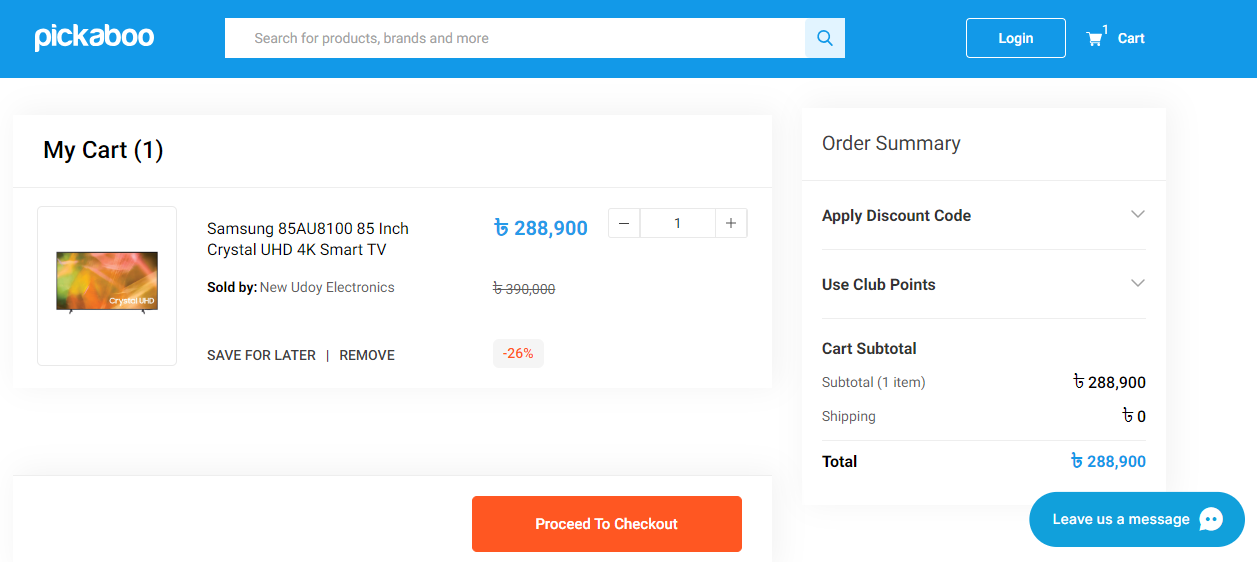 pickaboo
Search for products, brands and more
Login
1
Cart
My Cart (1)
Samsung 85AU8100 85 Inch
Crystal UHD 4K Smart TV
৳ 288,900
1
Sold by: New Udoy Electronics
৳ 390,000
Crystal UHD
SAVE FOR LATER | REMOVE
-26%
Proceed To Checkout
Order Summary
Apply Discount Code
Use Club Points
Cart Subtotal
Subtotal (1 item) ৳ 288,900
Shipping ৳ 0
Total ৳ 288,900
Leave us a message